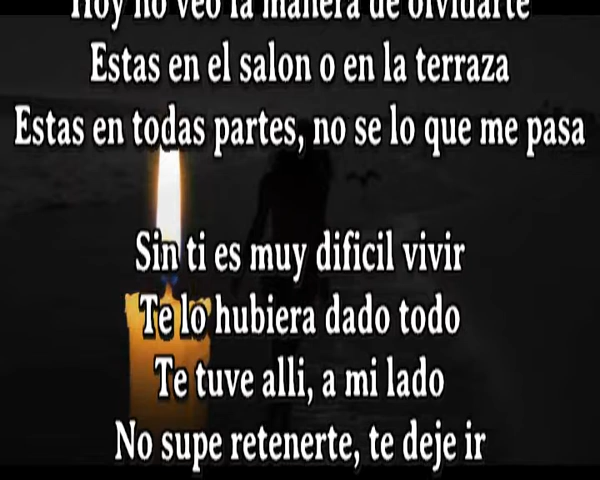 Hoy no veo la manera de olvidarte
Estas en el salon o en la terraza
Estas en todas partes, no se lo que me pasa
Sin ti es muy dificil vivir
Te lo hubiera dado todo
Te tuve alli, a mi lado
No supe retenerte, te deje ir